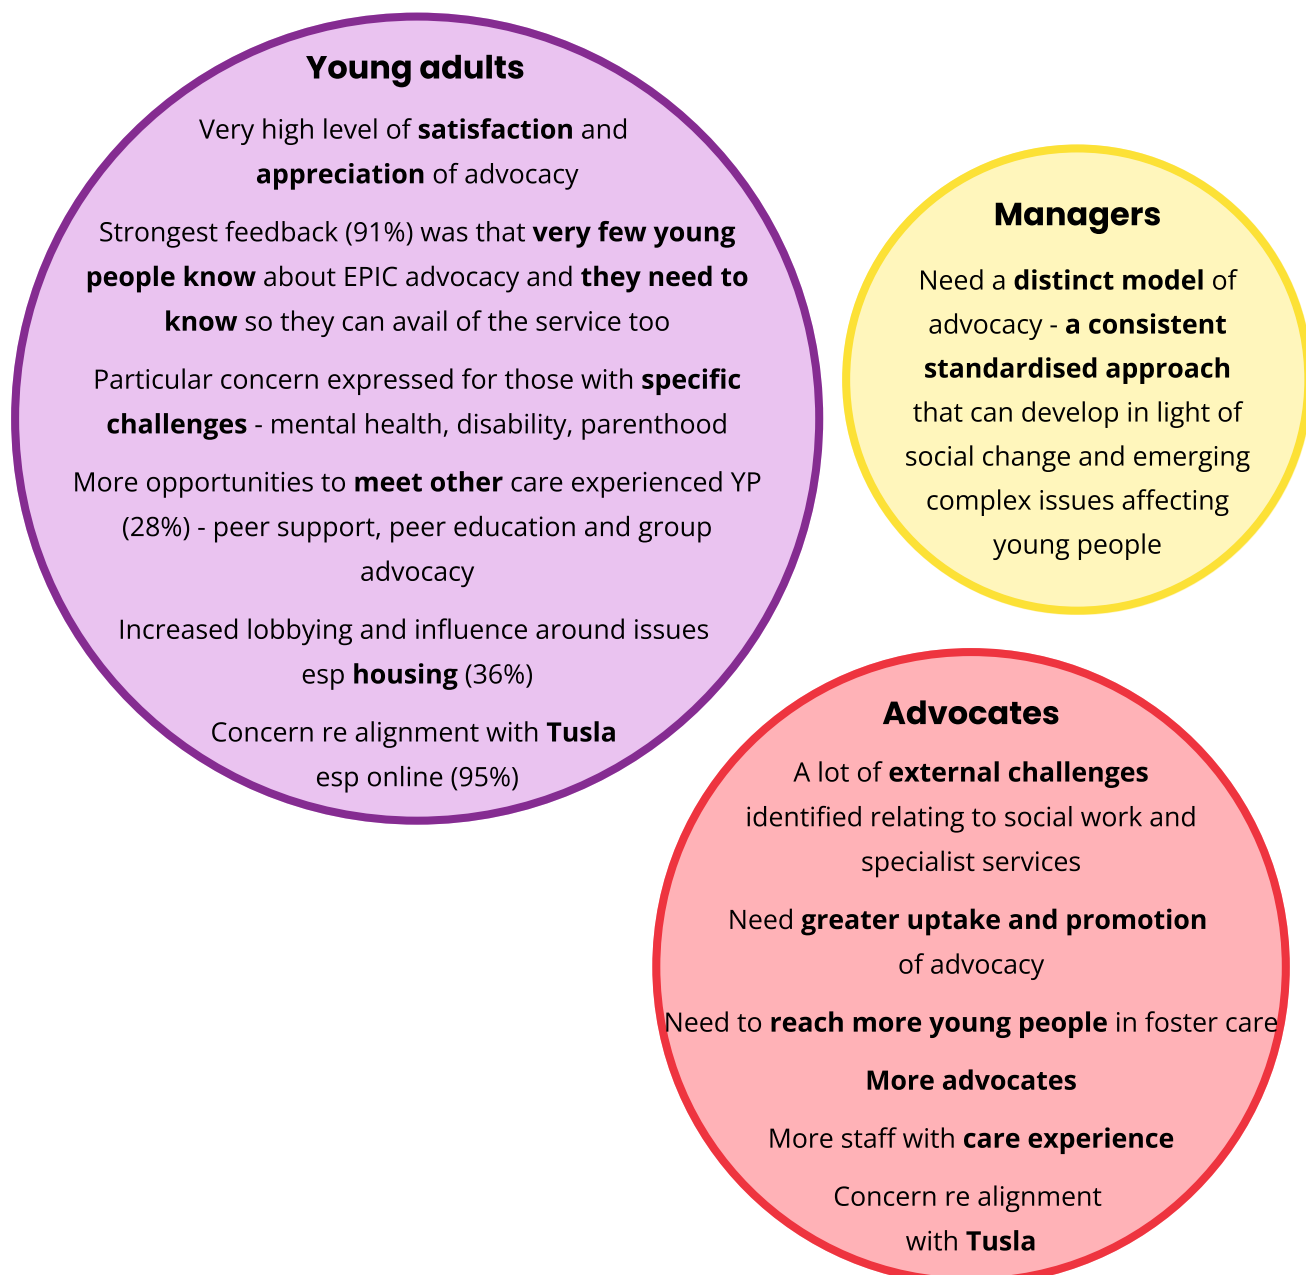 Young adults
Very high level of satisfaction and
appreciation of advocacy
Strongest feedback (91%) was that very few young
people know about EPIC advocacy and they need to
know so they can avail of the service too
Particular concern expressed for those with specific
challenges - mental health, disability, parenthood
More opportunities to meet other care experienced YP
(28%) - peer support, peer education and group
advocacy
Increased lobbying and influence around issues
esp housing (36%)
Concern re alignment with Tusla
esp online (95%)
Managers
Need a distinct model of
advocacy - a consistent
standardised approach
that can develop in light of
social change and emerging
complex issues affecting
young people
Advocates
A lot of external challenges
identified relating to social work and
specialist services
Need greater uptake and promotion
of advocacy
Need to reach more young people in foster care
More advocates
More staff with care experience
Concern re alignment
with Tusla